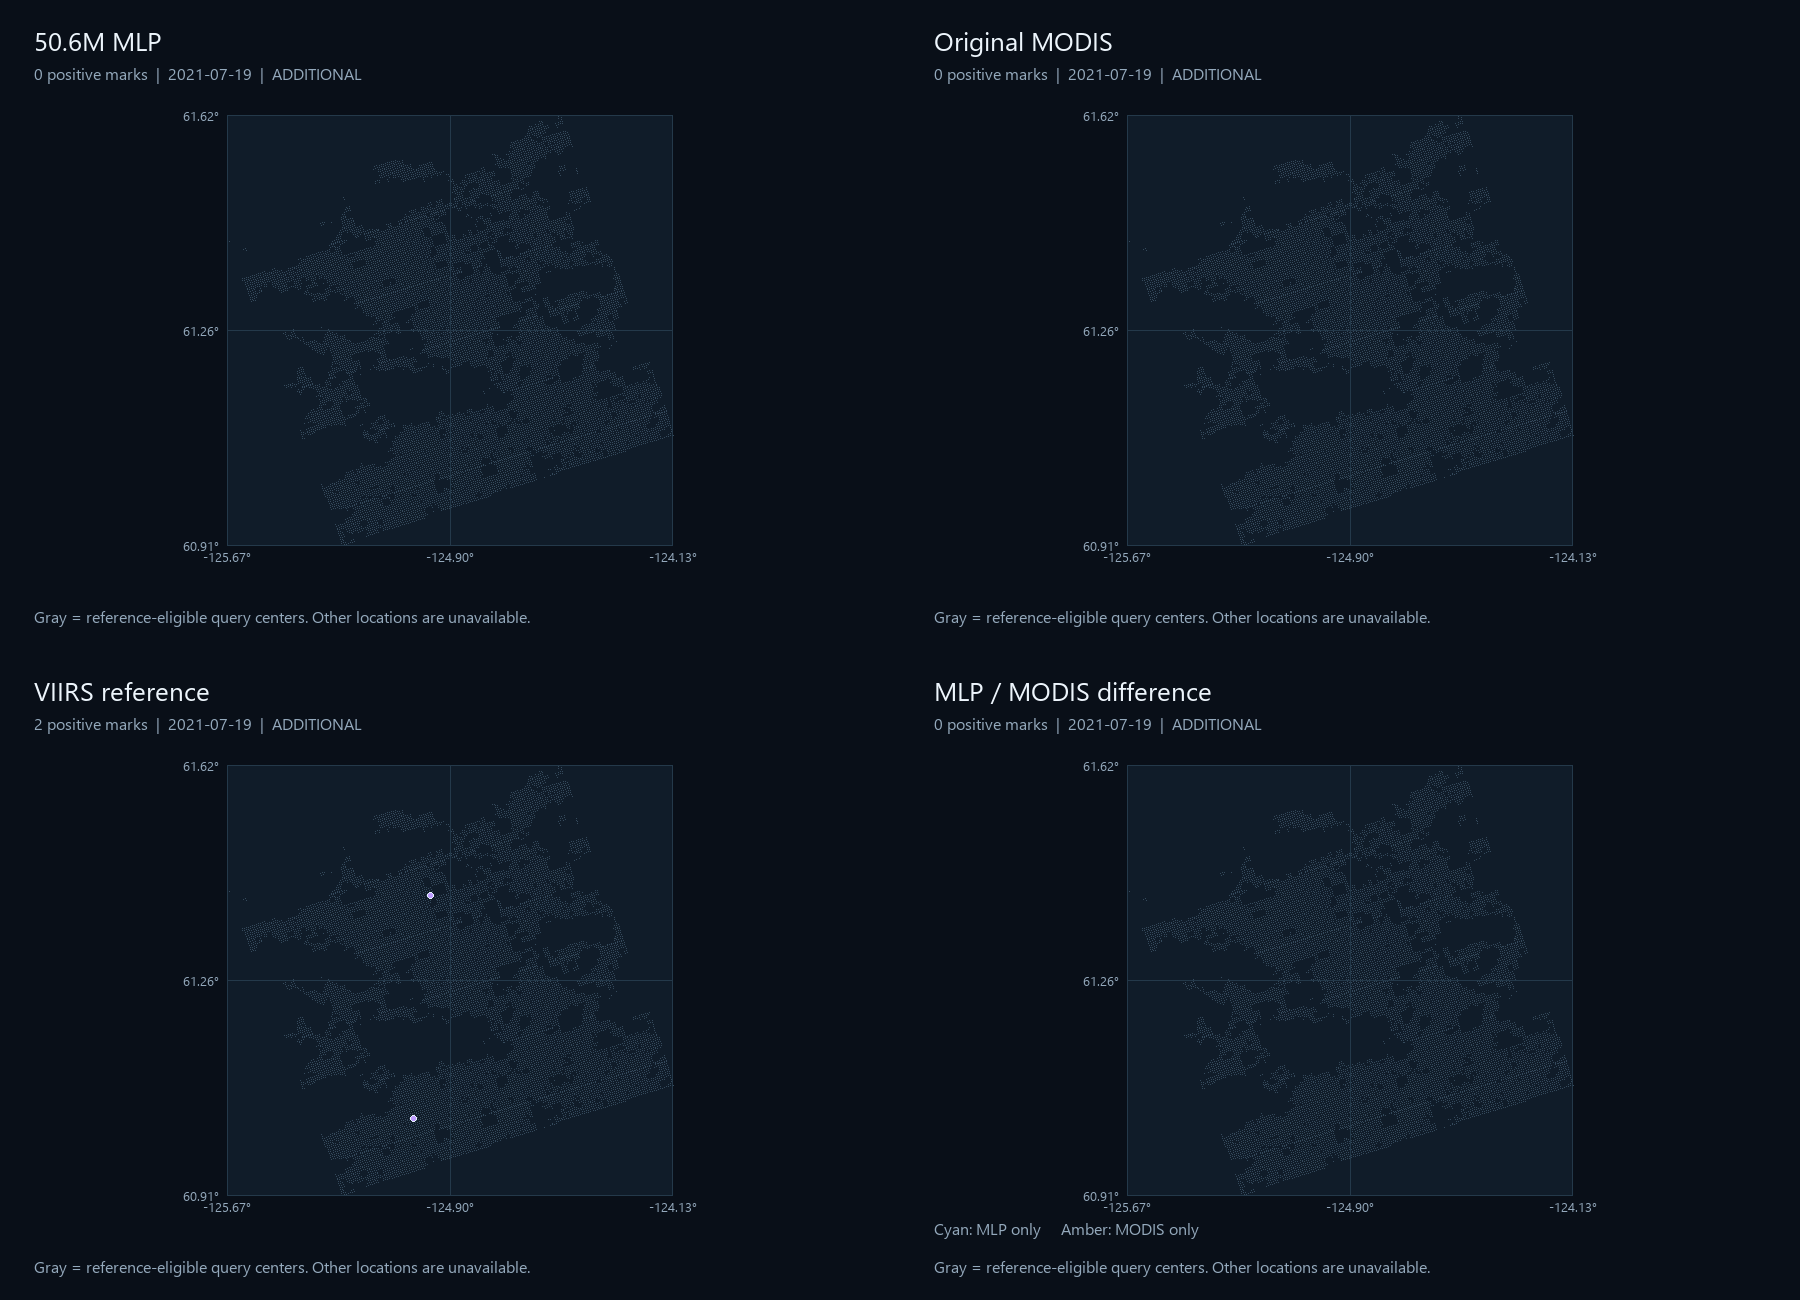 50.6M MLP
0 positive marks | 2021-07-19 | ADDITIONAL
61.62°
61.26°
60.91°
-125.67°
-124.90°
-124.13°
Gray = reference-eligible query centers. Other locations are unavailable.
Original MODIS
0 positive marks | 2021-07-19 | ADDITIONAL
61.62°
61.26°
60.91°
-125.67°
-124.90°
-124.13°
Gray = reference-eligible query centers. Other locations are unavailable.
VIIRS reference
2 positive marks | 2021-07-19 | ADDITIONAL
61.62°
61.26°
60.91°
-125.67°
-124.90°
-124.13°
Gray = reference-eligible query centers. Other locations are unavailable.
MLP / MODIS difference
0 positive marks | 2021-07-19 | ADDITIONAL
61.62°
61.26°
60.91°
-125.67°
-124.90°
-124.13°
Cyan: MLP only Amber: MODIS only
Gray = reference-eligible query centers. Other locations are unavailable.